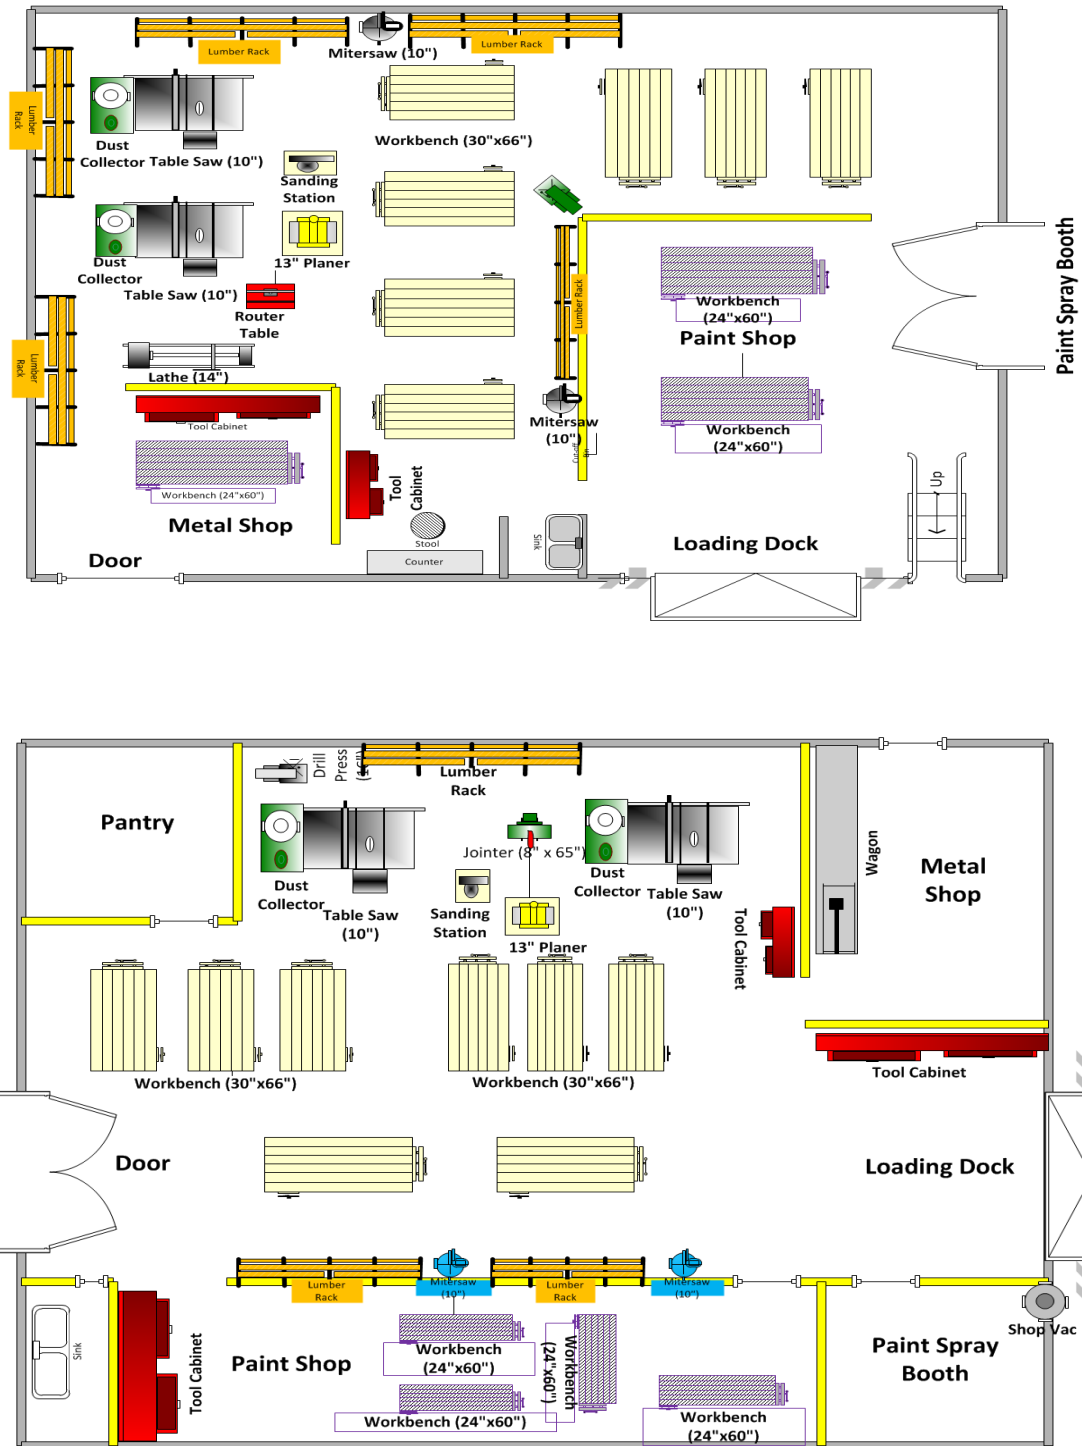 Lumber Rack
Mitersaw (10")
Lumber Rack
Lumber
Rack
Dust
Collector
Table Saw (10")
Workbench (30"x66")
Sanding
Station
13" Planer
Dust
Collector
Table Saw (10")
Router
Table
Lumber Rack
Workbench
(24"x60")
Paint Shop
Paint Spray Booth
Lumber
Rack
Lathe (14")
Tool Cabinet
Mitersaw
(10")
Cut-off
Bin
Workbench
(24"x60")
Workbench (24"x60")
Tool
Cabinet
Up
Metal Shop
Stool
Sink
Loading Dock
Door
Counter
Drill
Press
Lumber
Rack
Pantry
Jointer (8" x 65")
Wagon
Metal
Shop
Dust
Collector
Table Saw
(10")
Sanding
Station
13" Planer
Dust
Collector
Table Saw
(10")
Tool Cabinet
Workbench (30"x66")
Workbench (30"x66")
Tool Cabinet
Door
Loading Dock
Lumber
Rack
Mitersaw
(10")
Lumber
Rack
Mitersaw
(10")
Shop Vac
Sink
Tool Cabinet
Paint Shop
Workbench
(24"x60")
Workbench
(24"x60")
Workbench (24"x60")
Workbench
(24"x60")
Paint Spray
Booth